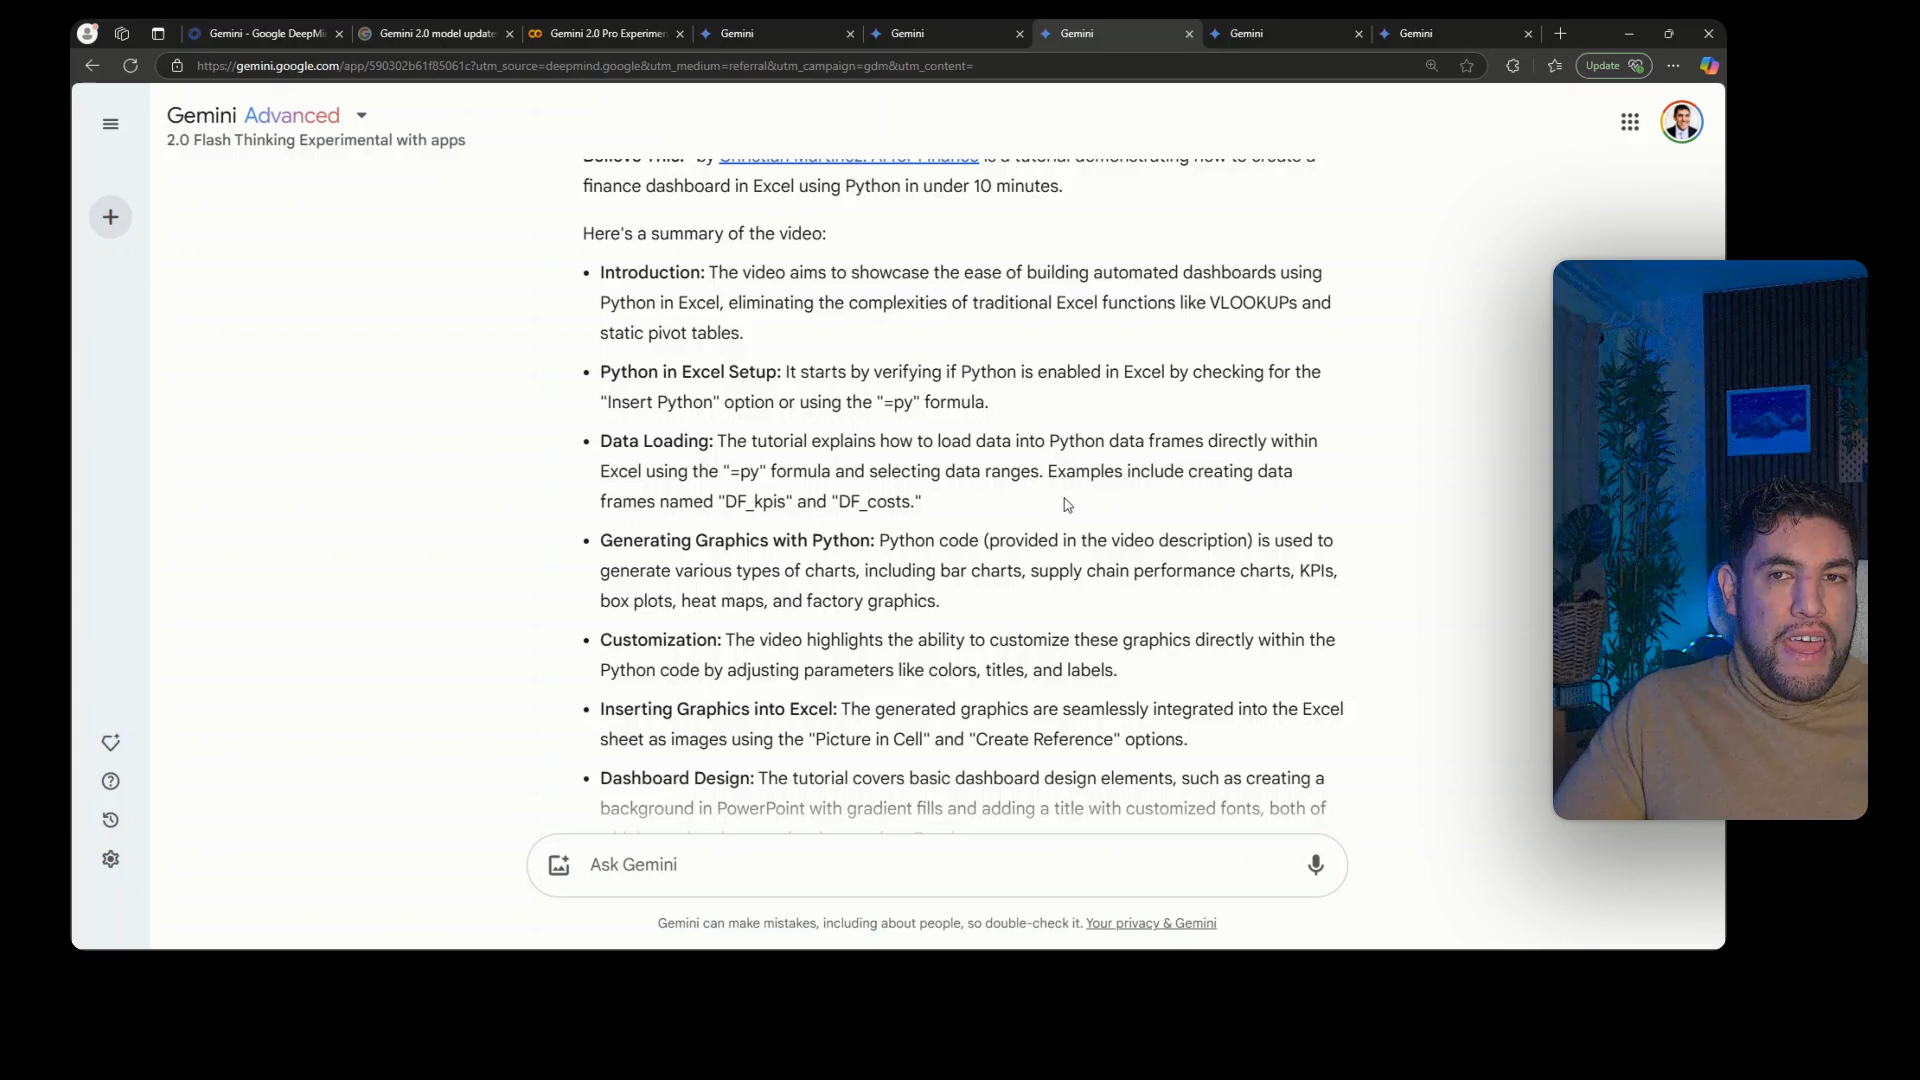 Gemini - Google DeepMi
Gemini 2.0 model update
Gemini 2.0 Pro Experimen
Gemini
Gemini
Gemini
Gemini
Gemini
https://gemini.google.com/app/590302b61f85061c?utm_source=deepmind.google&utm_medium=referral&utm_campaign=gdm&utm_content=
Update
Gemini Advanced
2.0 Flash Thinking Experimental with apps
Believe This!" by Christian Martinez: AI for Finance is a tutorial demonstrating how to create a
finance dashboard in Excel using Python in under 10 minutes.
Here's a summary of the video:
• Introduction: The video aims to showcase the ease of building automated dashboards using
Python in Excel, eliminating the complexities of traditional Excel functions like VLOOKUPs and
static pivot tables.
• Python in Excel Setup: It starts by verifying if Python is enabled in Excel by checking for the
"Insert Python" option or using the "=py" formula.
• Data Loading: The tutorial explains how to load data into Python data frames directly within
Excel using the "=py" formula and selecting data ranges. Examples include creating data
frames named "DF_kpis" and "DF_costs."
• Generating Graphics with Python: Python code (provided in the video description) is used to
generate various types of charts, including bar charts, supply chain performance charts, KPIs,
box plots, heat maps, and factory graphics.
• Customization: The video highlights the ability to customize these graphics directly within the
Python code by adjusting parameters like colors, titles, and labels.
• Inserting Graphics into Excel: The generated graphics are seamlessly integrated into the Excel
sheet as images using the "Picture in Cell" and "Create Reference" options.
• Dashboard Design: The tutorial covers basic dashboard design elements, such as creating a
background in PowerPoint with gradient fills and adding a title with customized fonts, both of
Ask Gemini
Gemini can make mistakes, including about people, so double-check it. Your privacy & Gemini